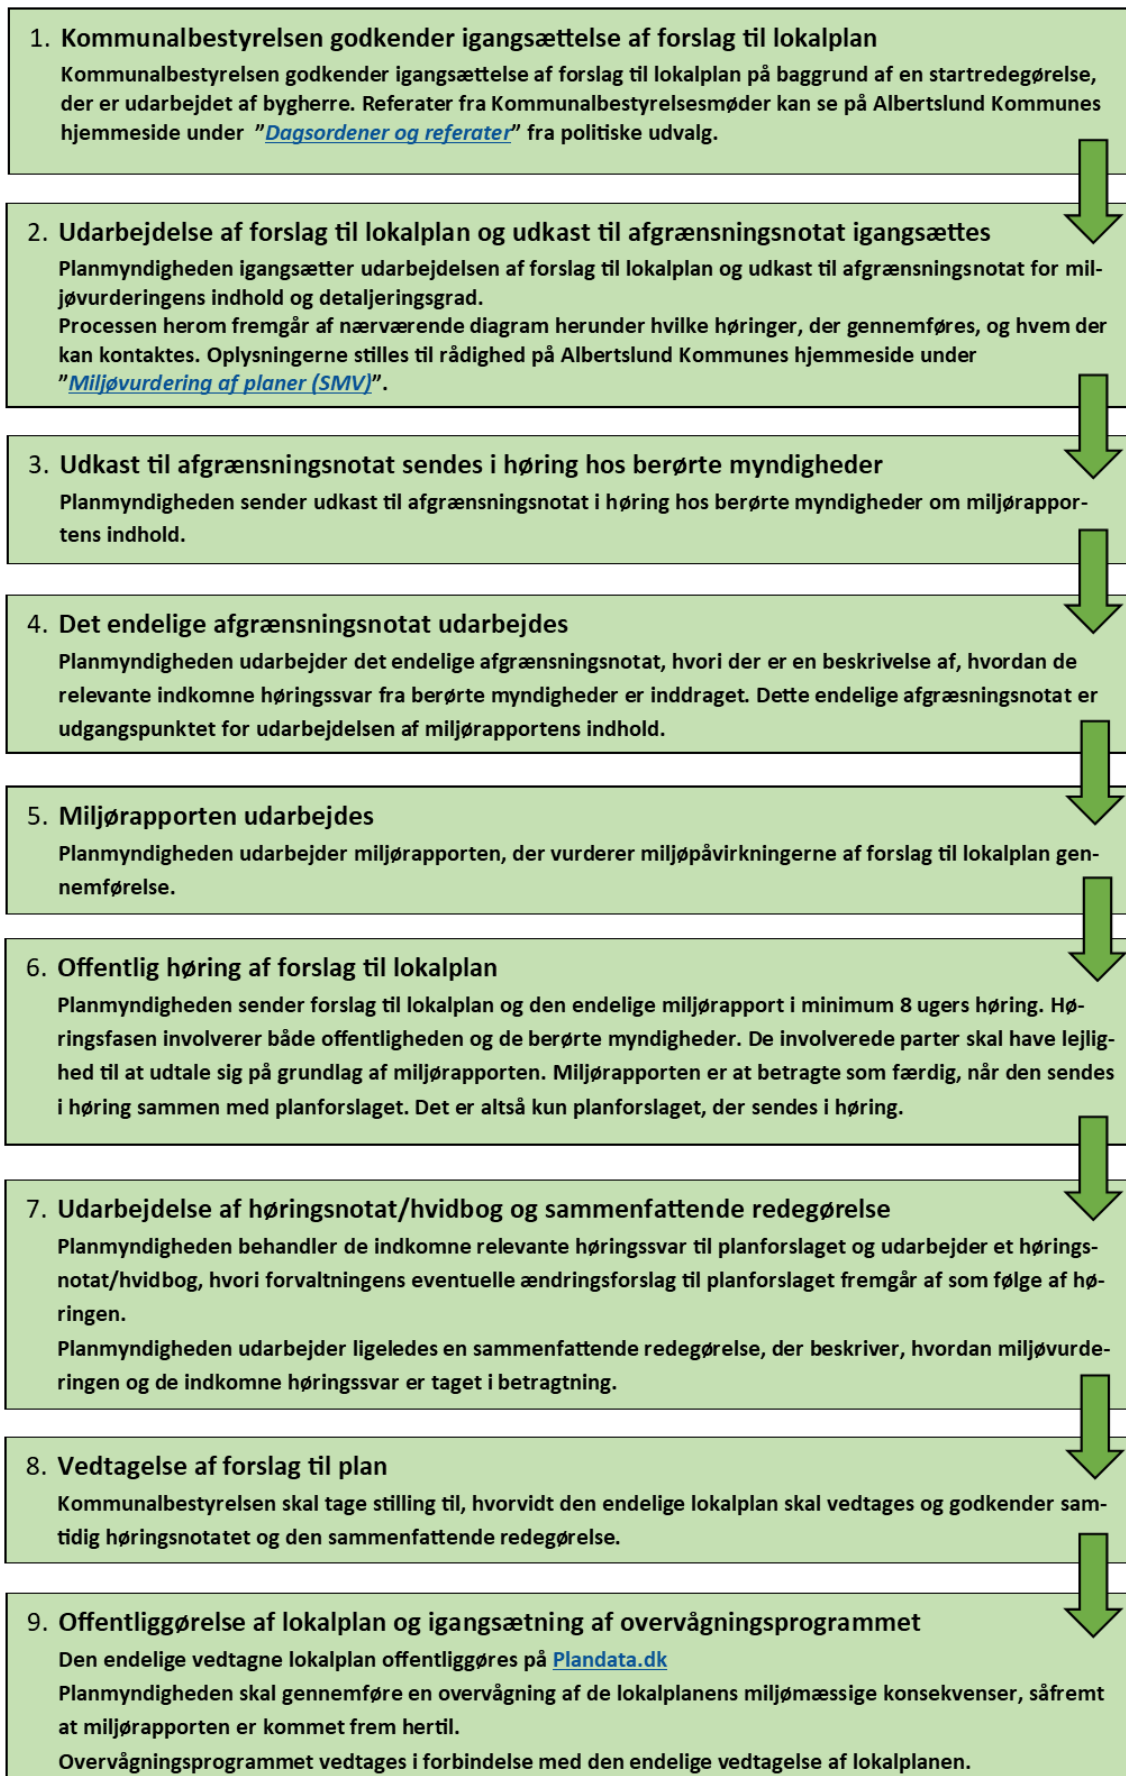 1. Kommunalbestyrelsen godkender igangsættelse af forslag til lokalplan
Kommunalbestyrelsen godkender igangsættelse af forslag til lokalplan på baggrund af en startredegørelse,
der er udarbejdet af bygherre. Referater fra Kommunalbestyrelsesmøder kan se på Albertslund Kommunes
hjemmeside under "Dagsordener og referater" fra politiske udvalg.
2. Udarbejdelse af forslag til lokalplan og udkast til afgrænsningsnotat igangsættes
Planmyndigheden igangsætter udarbejdelsen af forslag til lokalplan og udkast til afgrænsningsnotat for mil-
jøvurderingens indhold og detaljeringsgrad.
Processen herom fremgår af nærværende diagram herunder hvilke høringer, der gennemføres, og hvem der
kan kontaktes. Oplysningerne stilles til rådighed på Albertslund Kommunes hjemmeside under
"Miljøvurdering af planer (SMV)".
3. Udkast til afgrænsningsnotat sendes i høring hos berørte myndigheder
Planmyndigheden sender udkast til afgrænsningsnotat i høring hos berørte myndigheder om miljørappor-
tens indhold.
4. Det endelige afgrænsningsnotat udarbejdes
Planmyndigheden udarbejder det endelige afgrænsningsnotat, hvori der er en beskrivelse af, hvordan de
relevante indkomne høringssvar fra berørte myndigheder er inddraget. Dette endelige afgræsningsnotat er
udgangspunktet for udarbejdelsen af miljørapportens indhold.
5. Miljørapporten udarbejdes
Planmyndigheden udarbejder miljørapporten, der vurderer miljøpåvirkningerne af forslag til lokalplan gen-
nemførelse.
6. Offentlig høring af forslag til lokalplan
Planmyndigheden sender forslag til lokalplan og den endelige miljørapport i minimum 8 ugers høring. Hø-
ringsfasen involverer både offentligheden og de berørte myndigheder. De involverede parter skal have lejlig-
hed til at udtale sig på grundlag af miljørapporten. Miljørapporten er at betragte som færdig, når den sendes
i høring sammen med planforslaget. Det er altså kun planforslaget, der sendes i høring.
7. Udarbejdelse af høringsnotat/hvidbog og sammenfattende redegørelse
Planmyndigheden behandler de indkomne relevante høringssvar til planforslaget og udarbejder et hørings-
notat/hvidbog, hvori forvaltningens eventuelle ændringsforslag til planforslaget fremgår af som følge af hø-
ringen.
Planmyndigheden udarbejder ligeledes en sammenfattende redegørelse, der beskriver, hvordan miljøvurde-
ringen og de indkomne høringssvar er taget i betragtning.
8. Vedtagelse af forslag til plan
Kommunalbestyrelsen skal tage stilling til, hvorvidt den endelige lokalplan skal vedtages og godkender sam-
tidig høringsnotatet og den sammenfattende redegørelse.
9. Offentliggørelse af lokalplan og igangsætning af overvågningsprogrammet
Den endelige vedtagne lokalplan offentliggøres på Plandata.dk
Planmyndigheden skal gennemføre en overvågning af de lokalplanens miljømæssige konsekvenser, såfremt
at miljørapporten er kommet frem hertil.
Overvågningsprogrammet vedtages i forbindelse med den endelige vedtagelse af lokalplanen.